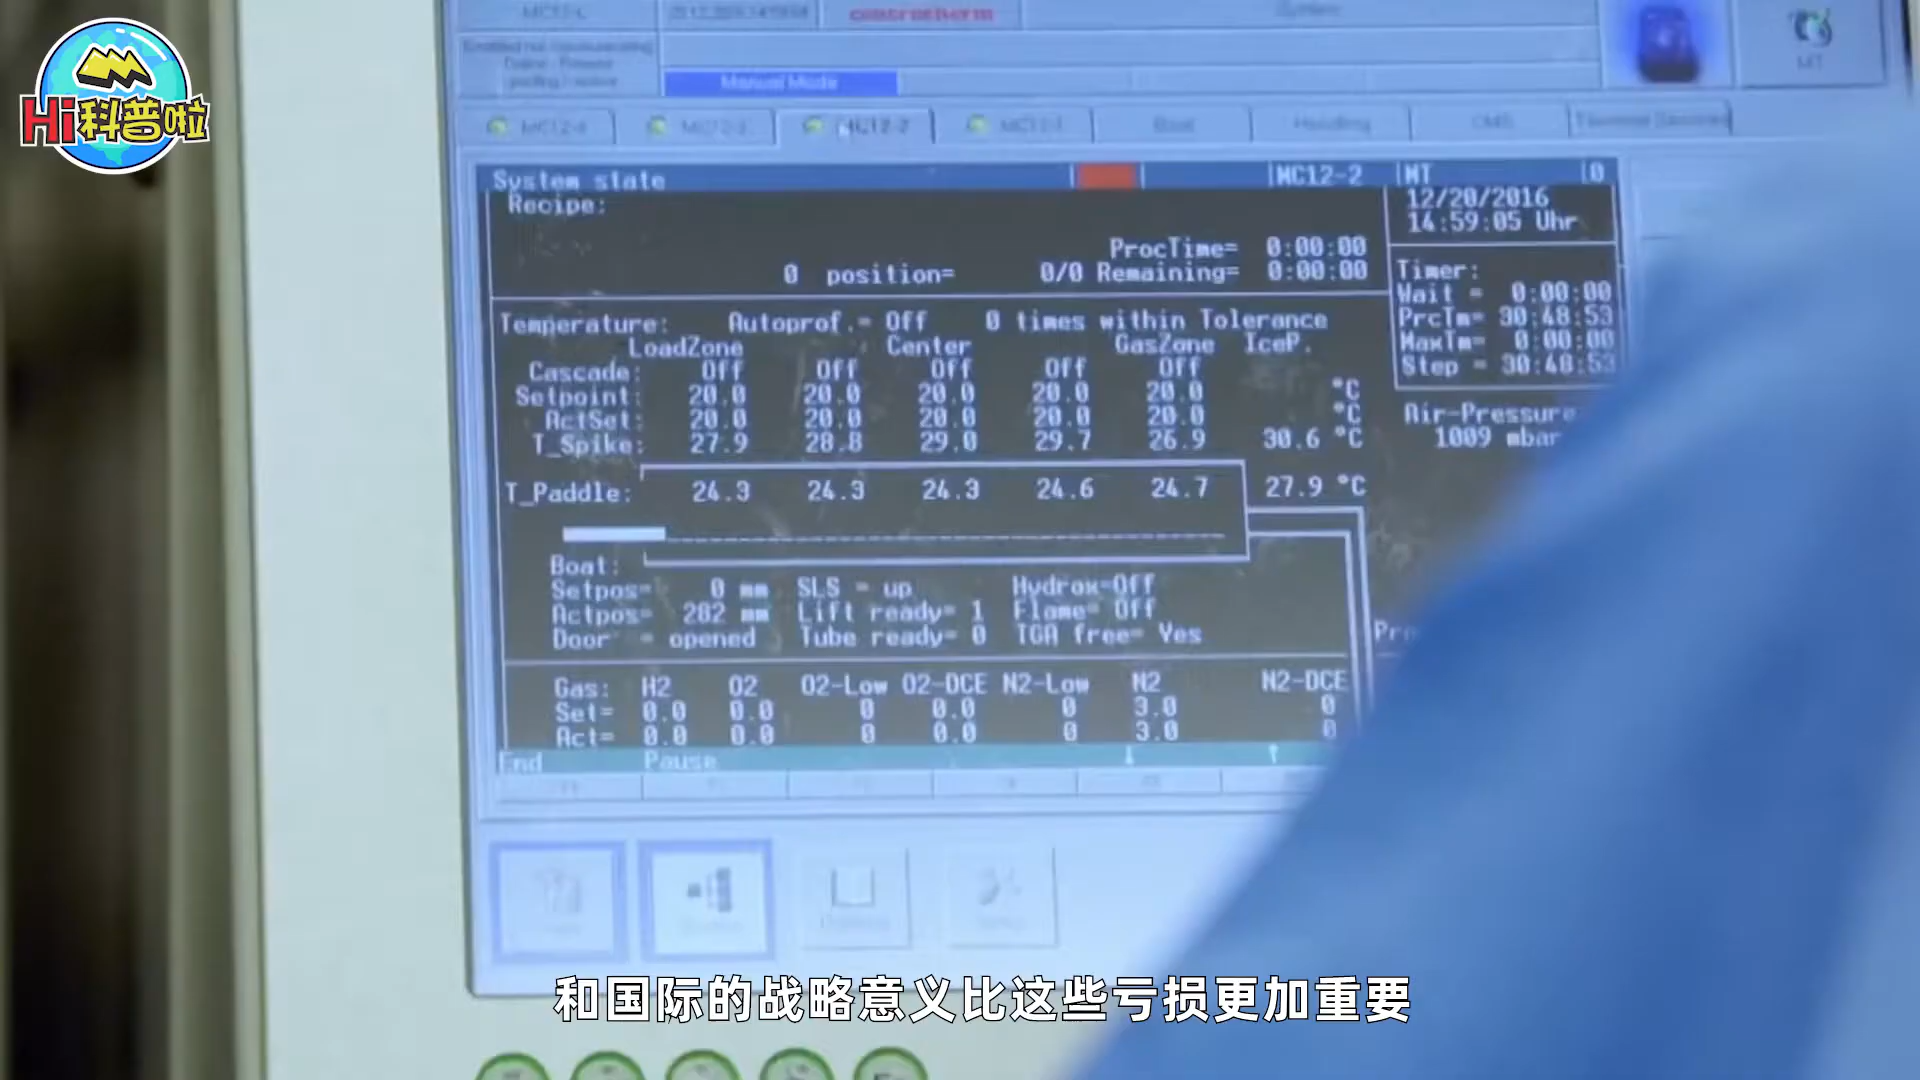 Hi科普啦
centrotherm
Manual Mode
MC12-2
System state
MC12-2
MT
0
Recipe:
12/20/2016
14:59:05 Uhr
ProcTime= 0:00:00
0 position= 0/0 Remaining= 0:00:00
Timer:
Wait = 0:00:00
PrcTm= 30:48:53
MaxTm= 0:00:00
Step = 30:48:53
Temperature: Autoprof.= Off 0 times within Tolerance
LoadZone Center GasZone IceP.
Cascade: Off Off Off Off Off
Setpoint: 20.0 20.0 20.0 20.0 20.0 °C
ActSet: 20.0 20.0 20.0 20.0 20.0 °C
T_Spike: 27.9 28.8 29.0 29.7 26.9 30.6 °C
Air-Pressure
1009 mbar
T_Paddle: 24.3 24.3 24.3 24.6 24.7 27.9 °C
Boat:
Setpos= 0 mm SLS = up Hydrox=Off
Actpos= 282 mm Lift ready= 1 Flame= Off
Door = opened Tube ready= 0 TGA free= Yes
Gas: H2 O2 O2-Low O2-DCE N2-Low N2 N2-DCE
Set= 0.0 0.0 0 0.0 0 3.0 0
Act= 0.0 0.0 0 0.0 0 3.0 0
End Pause
和国际的战略意义比这些亏损更加重要